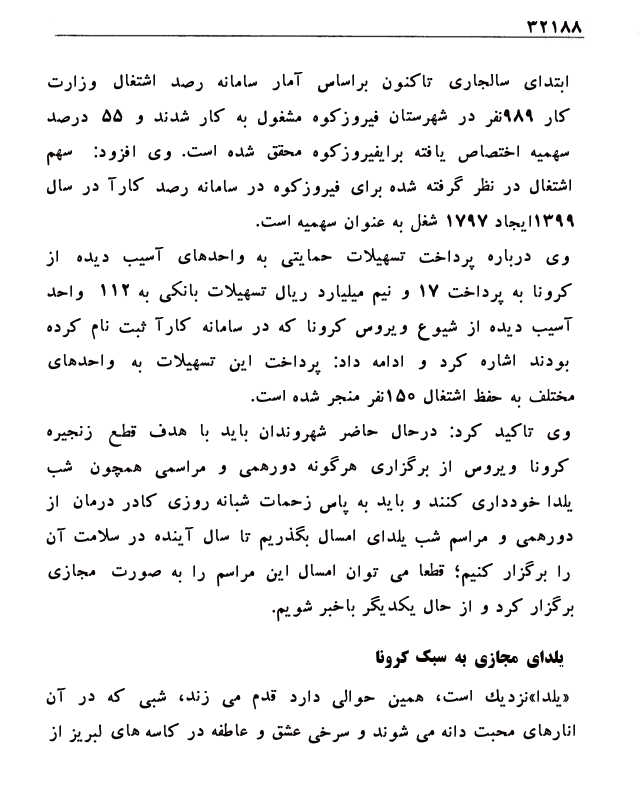 ۳۲۱۸۸
ابتدای سالجاری تاکنون براساس آمار سامانه رصد اشتغال وزارت
کار ۹۸۹نفر در شهرستان فیروزکوه مشغول به کار شدند و ۵۵ درصد
سهمیه اختصاص یافته برایفیروزکوه محقق شده است. وی افزود: سهم
اشتغال در نظر گرفته شده برای فیروزکوه در سامانه رصد کارآ در سال
۱۳۹۹ایجاد ۱۷۹۷ شغل به عنوان سهمیه است.
وی درباره پرداخت تسهیلات حمایتی به واحدهای آسیب دیده از
کرونا به پرداخت ۱۷ و نیم میلیارد ریال تسهیلات بانکی به ۱۱۲ واحد
آسیب دیده از شیوع ویروس کرونا که در سامانه کارآ ثبت نام کرده
بودند اشاره کرد و ادامه داد: پرداخت این تسهیلات به واحدهای
مختلف به حفظ اشتغال ۱۵۰نفر منجر شده است.
وی تاکید کرد: درحال حاضر شهروندان باید با هدف قطع زنجیره
کرونا ویروس از برگزاری هرگونه دورهمی و مراسمی همچون شب
یلدا خودداری کنند و باید به پاس زحمات شبانه روزی کادر درمان از
دورهمی و مراسم شب یلدای امسال بگذریم تا سال آینده در سلامت آن
را برگزار کنیم؛ قطعا می توان امسال این مراسم را به صورت مجازی
برگزار کرد و از حال یکدیگر باخبر شویم.
یلدای مجازی به سبک کرونا
«یلدا»نزدیك است، همین حوالی دارد قدم می زند، شبی که در آن
انارهای محبت دانه می شوند و سرخی عشق و عاطفه در کاسه های لبریز از